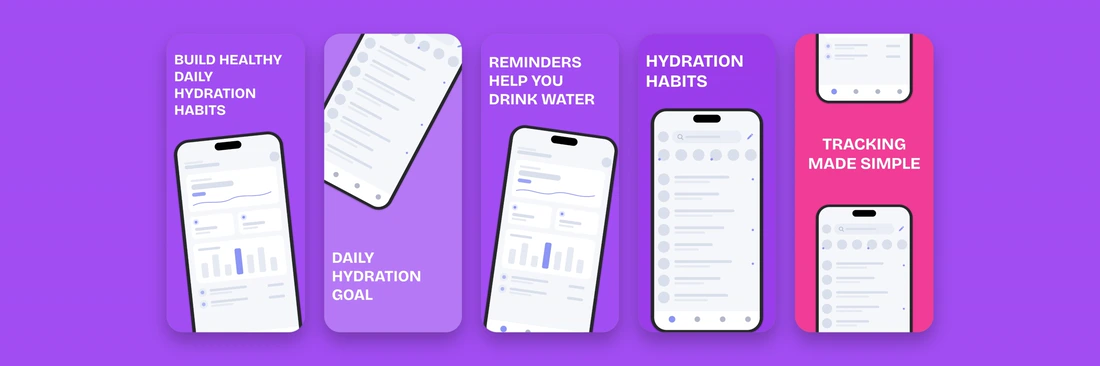 BUILD HEALTHY
DAILY
HYDRATION
HABITS
DAILY
HYDRATION
GOAL
REMINDERS
HELP YOU
DRINK WATER
HYDRATION
HABITS
TRACKING
MADE SIMPLE